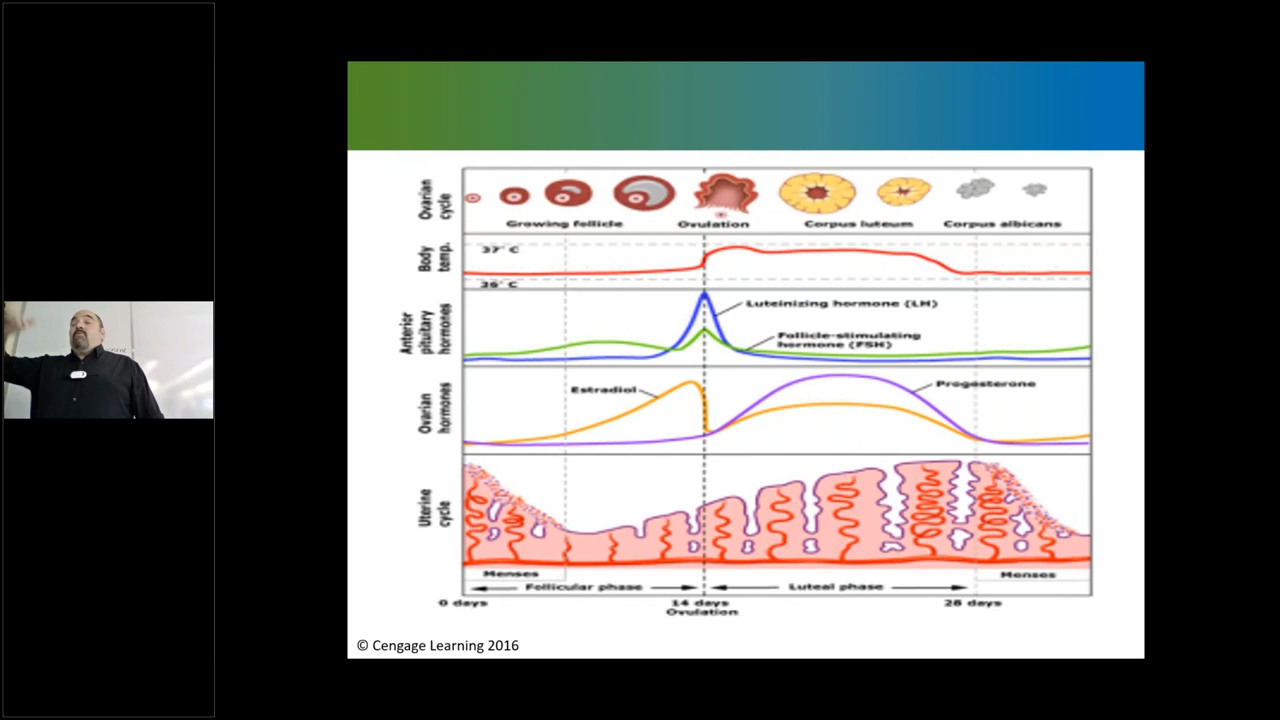 Ovarian
cycle
Growing follicle
Ovulation
Corpus luteum
Corpus albicans
Body
temp.
37° C
36° C
Anterior
pituitary
hormones
Luteinizing hormone (LH)
Follicle-stimulating
hormone (FSH)
Ovarian
hormones
Estradiol
Progesterone
Uterine
cycle
Menses
Menses
Follicular phase
Luteal phase
0 days
14 days
28 days
Ovulation
© Cengage Learning 2016